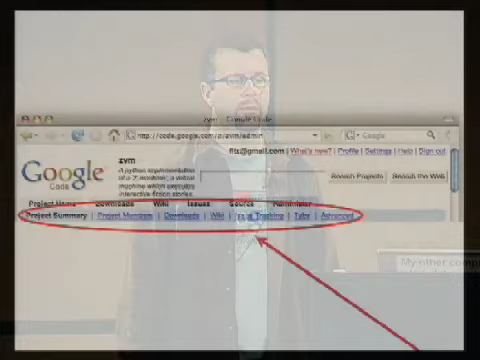 zvm - Google Code
http://code.google.com/p/zvm/admin
Google
fitz@gmail.com | What's new? | Profile | Settings | Help | Sign out
Google Code
zvm
A python implementation
of a Z-machine, a virtual
machine which executes
interactive fiction stories
Search Projects
Search the Web
Project Home Downloads Wiki Issues Source Administer
Project Summary | Project Members | Downloads | Wiki | Issue Tracking | Tabs | Advanced
My other comp